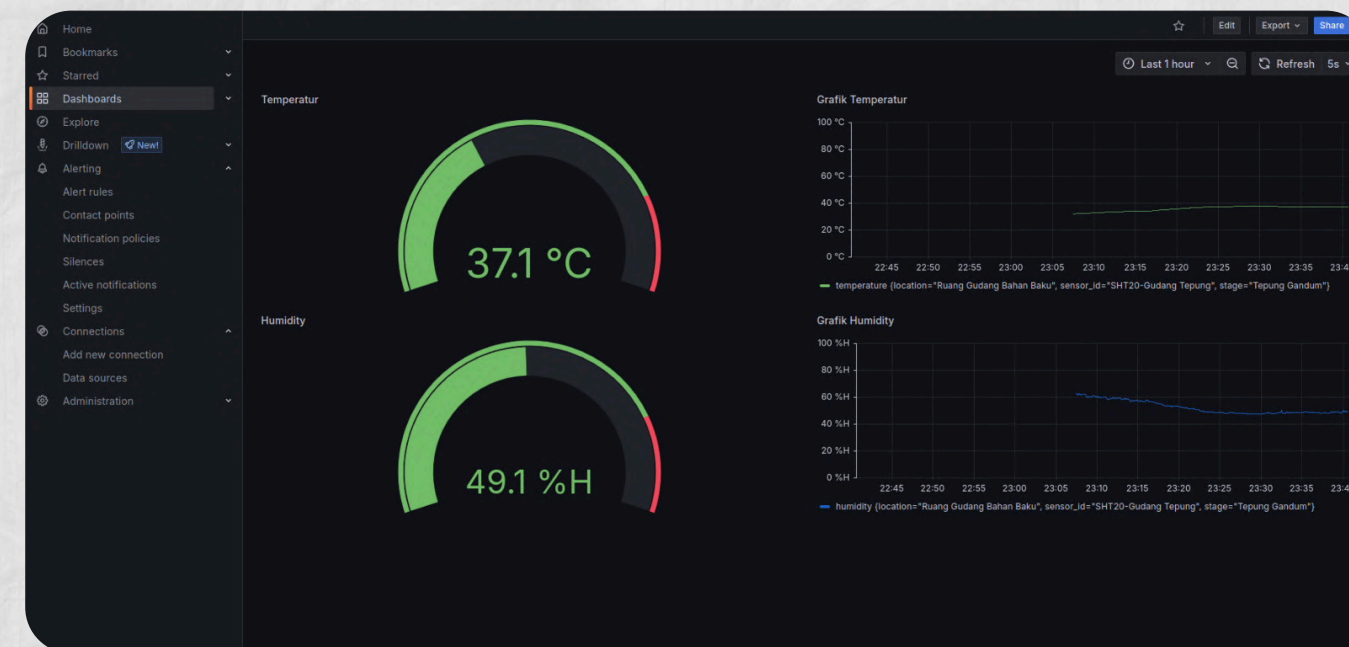 Home
Bookmarks
Starred
Dashboards
Explore
Drilldown New!
Alerting
Alert rules
Contact points
Notification policies
Silences
Active notifications
Settings
Connections
Add new connection
Data sources
Administration
Edit Export Share
Last 1 hour Refresh 5s
Temperatur
37.1 °C
Grafik Temperatur
100 °C
80 °C
60 °C
40 °C
20 °C
0 °C
22:45 22:50 22:55 23:00 23:05 23:10 23:15 23:20 23:25 23:30 23:35 23:4
temperature {location="Ruang Gudang Bahan Baku", sensor_id="SHT20-Gudang Tepung", stage="Tepung Gandum"}
Humidity
49.1 %H
Grafik Humidity
100 %H
80 %H
60 %H
40 %H
20 %H
0 %H
22:45 22:50 22:55 23:00 23:05 23:10 23:15 23:20 23:25 23:30 23:35 23:4
humidity {location="Ruang Gudang Bahan Baku", sensor_id="SHT20-Gudang Tepung", stage="Tepung Gandum"}